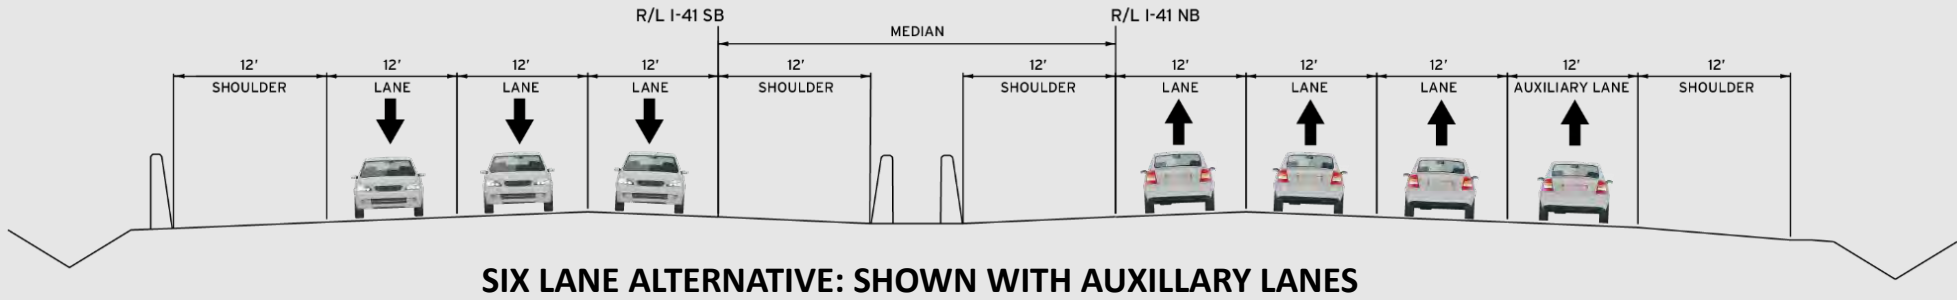 R/L I-41 SB R/L I-41 NB
MEDIAN
12' 12' 12' 12' 12' 12' 12' 12' 12' 12' 12'
SHOULDER LANE LANE LANE SHOULDER SHOULDER LANE LANE LANE AUXILIARY LANE SHOULDER
SIX LANE ALTERNATIVE: SHOWN WITH AUXILLARY LANES